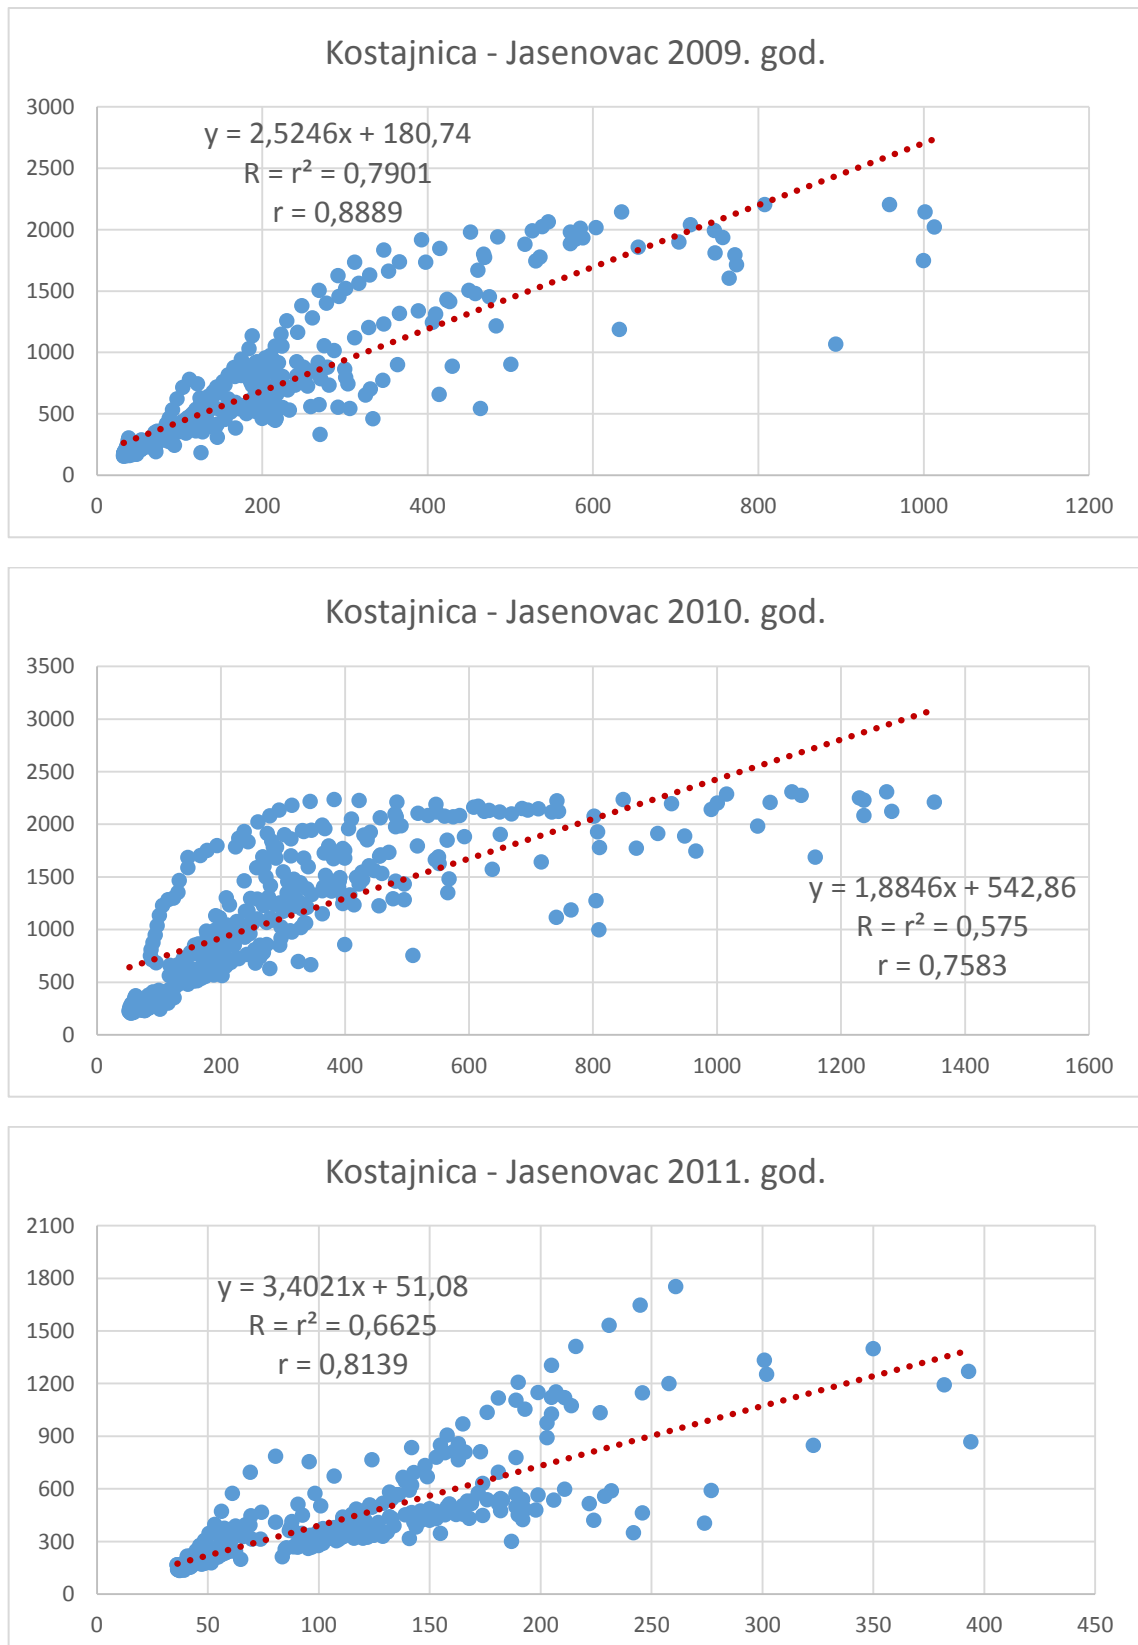 Kostajnica - Jasenovac 2009. god.
3000
2500
2000
1500
1000
500
0
y = 2,5246x + 180,74
R = r² = 0,7901
r = 0,8889
0 200 400 600 800 1000 1200
Kostajnica - Jasenovac 2010. god.
3500
3000
2500
2000
1500
1000
500
0
y = 1,8846x + 542,86
R = r² = 0,575
r = 0,7583
0 200 400 600 800 1000 1200 1400 1600
Kostajnica - Jasenovac 2011. god.
2100
1800
1500
1200
900
600
300
0
y = 3,4021x + 51,08
R = r² = 0,6625
r = 0,8139
0 50 100 150 200 250 300 350 400 450